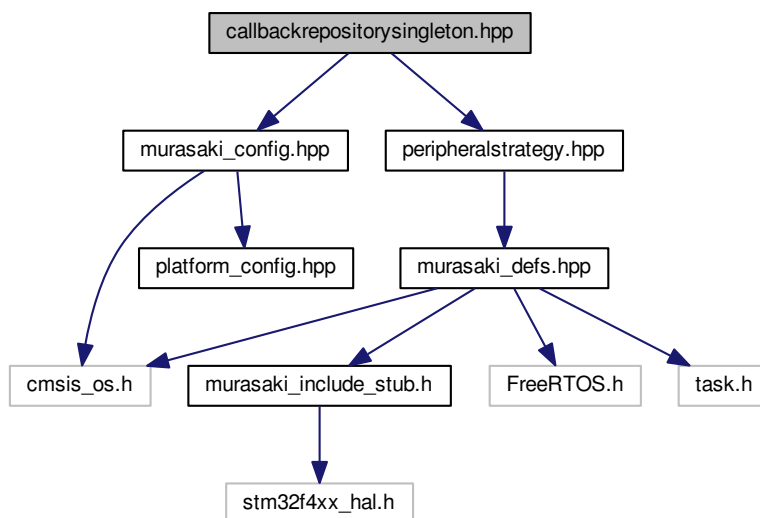 callbackrepositorysingleton.hpp
murasaki_config.hpp
peripheralstrategy.hpp
platform_config.hpp
murasaki_defs.hpp
cmsis_os.h
murasaki_include_stub.h
FreeRTOS.h
task.h
stm32f4xx_hal.h